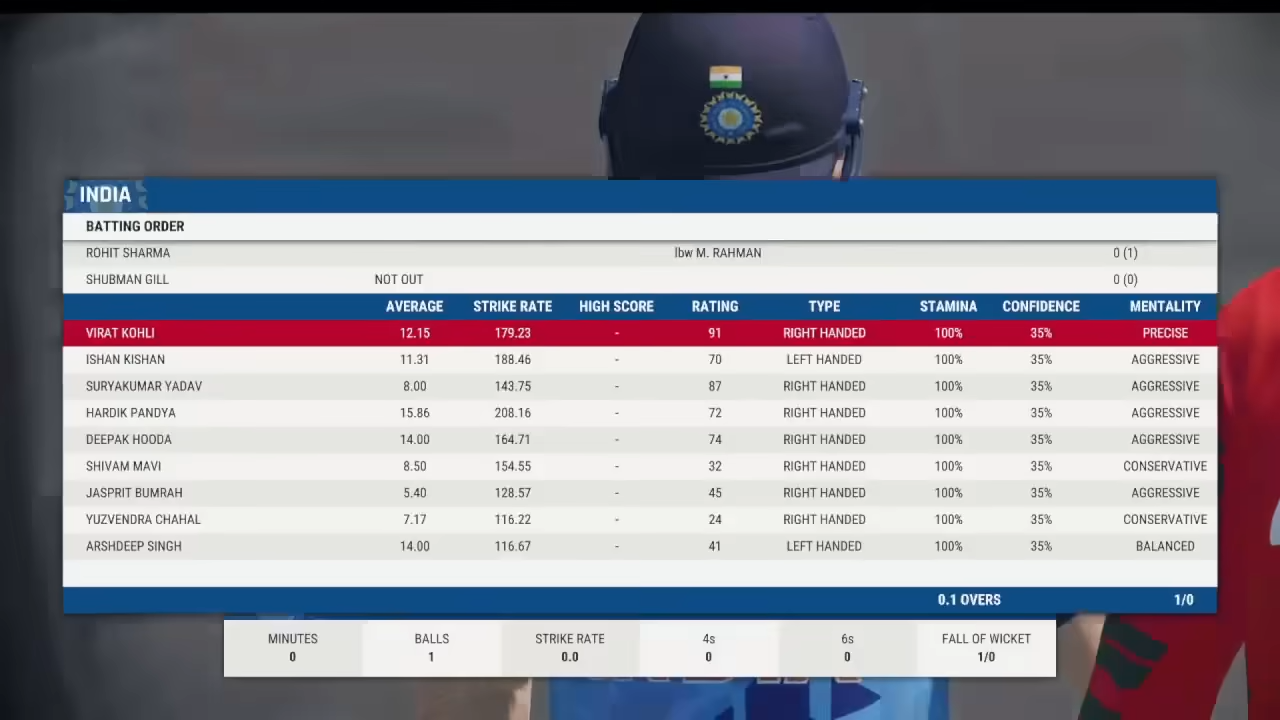 INDIA
BATTING ORDER
ROHIT SHARMA lbw M. RAHMAN 0 (1)
SHUBMAN GILL NOT OUT 0 (0)
AVERAGE STRIKE RATE HIGH SCORE RATING TYPE STAMINA CONFIDENCE MENTALITY
VIRAT KOHLI 12.15 179.23 - 91 RIGHT HANDED 100% 35% PRECISE
ISHAN KISHAN 11.31 188.46 - 70 LEFT HANDED 100% 35% AGGRESSIVE
SURYAKUMAR YADAV 8.00 143.75 - 87 RIGHT HANDED 100% 35% AGGRESSIVE
HARDIK PANDYA 15.86 208.16 - 72 RIGHT HANDED 100% 35% AGGRESSIVE
DEEPAK HOODA 14.00 164.71 - 74 RIGHT HANDED 100% 35% AGGRESSIVE
SHIVAM MAVI 8.50 154.55 - 32 RIGHT HANDED 100% 35% CONSERVATIVE
JASPRIT BUMRAH 5.40 128.57 - 45 RIGHT HANDED 100% 35% AGGRESSIVE
YUZVENDRA CHAHAL 7.17 116.22 - 24 RIGHT HANDED 100% 35% CONSERVATIVE
ARSHDEEP SINGH 14.00 116.67 - 41 LEFT HANDED 100% 35% BALANCED
0.1 OVERS 1/0
MINUTES BALLS STRIKE RATE 4s 6s FALL OF WICKET
0 1 0.0 0 0 1/0